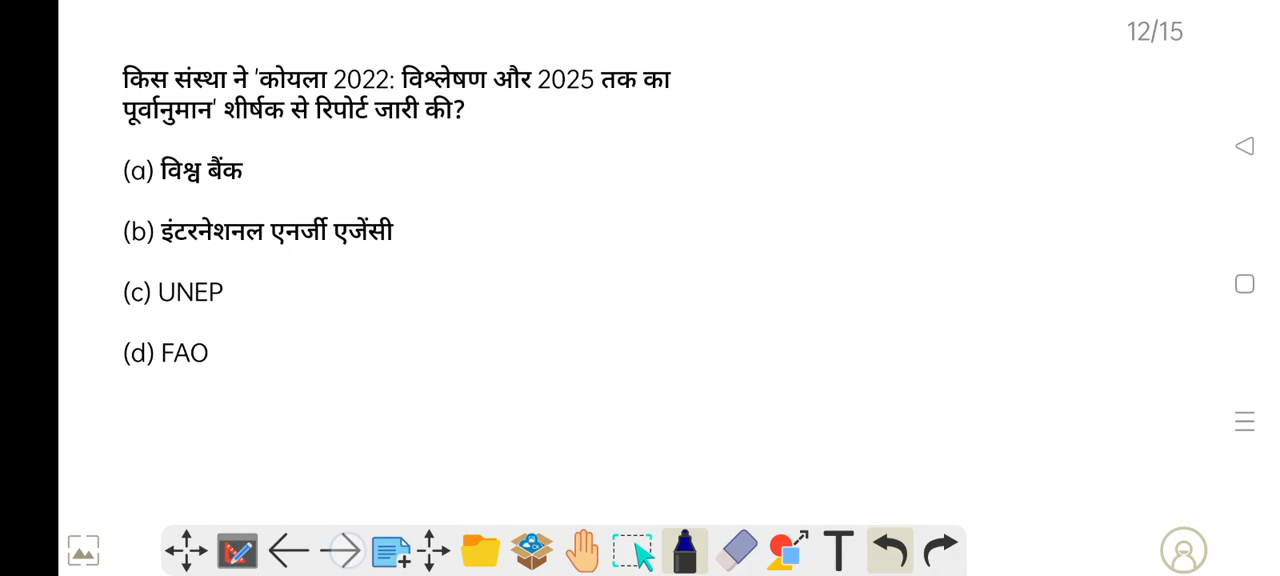 12/15
किस संस्था ने 'कोयला 2022: विश्लेषण और 2025 तक का
पूर्वानुमान' शीर्षक से रिपोर्ट जारी की?
(a) विश्व बैंक
(b) इंटरनेशनल एनर्जी एजेंसी
(c) UNEP
(d) FAO
T